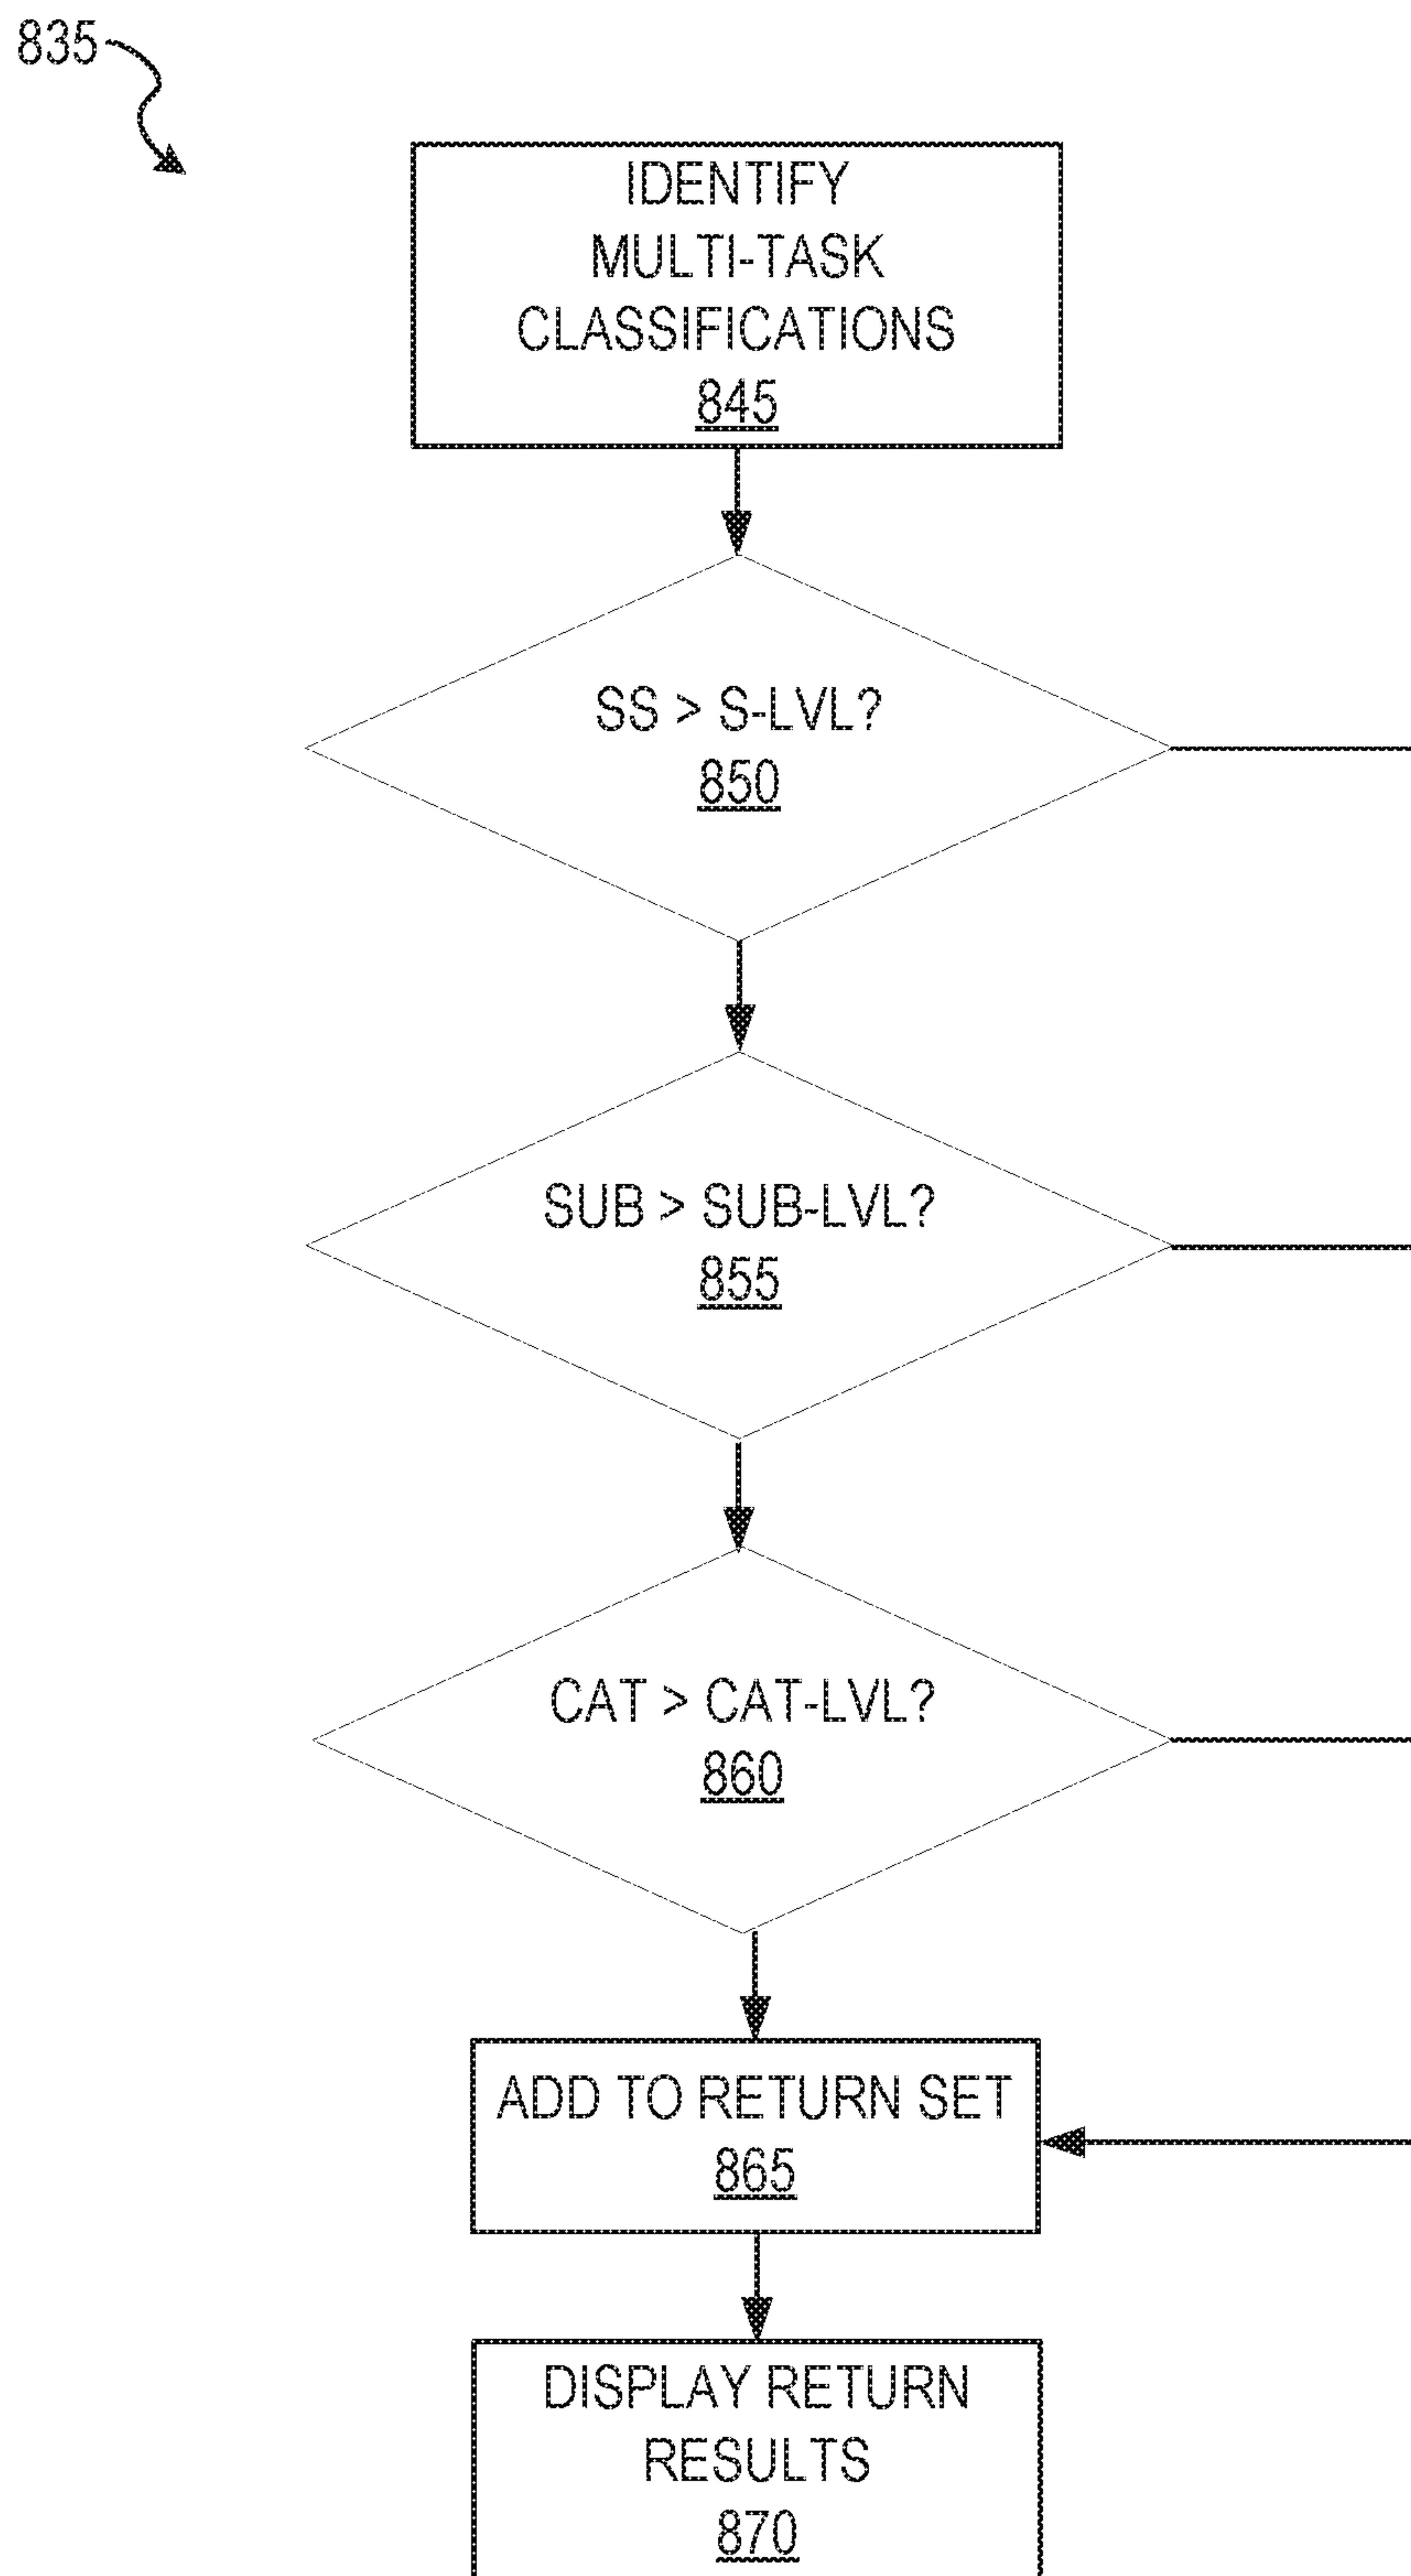 835
IDENTIFY
MULTI-TASK
CLASSIFICATIONS
845
SS > S-LVL?
850
SUB > SUB-LVL?
855
CAT > CAT-LVL?
860
ADD TO RETURN SET
865
DISPLAY RETURN
RESULTS
870